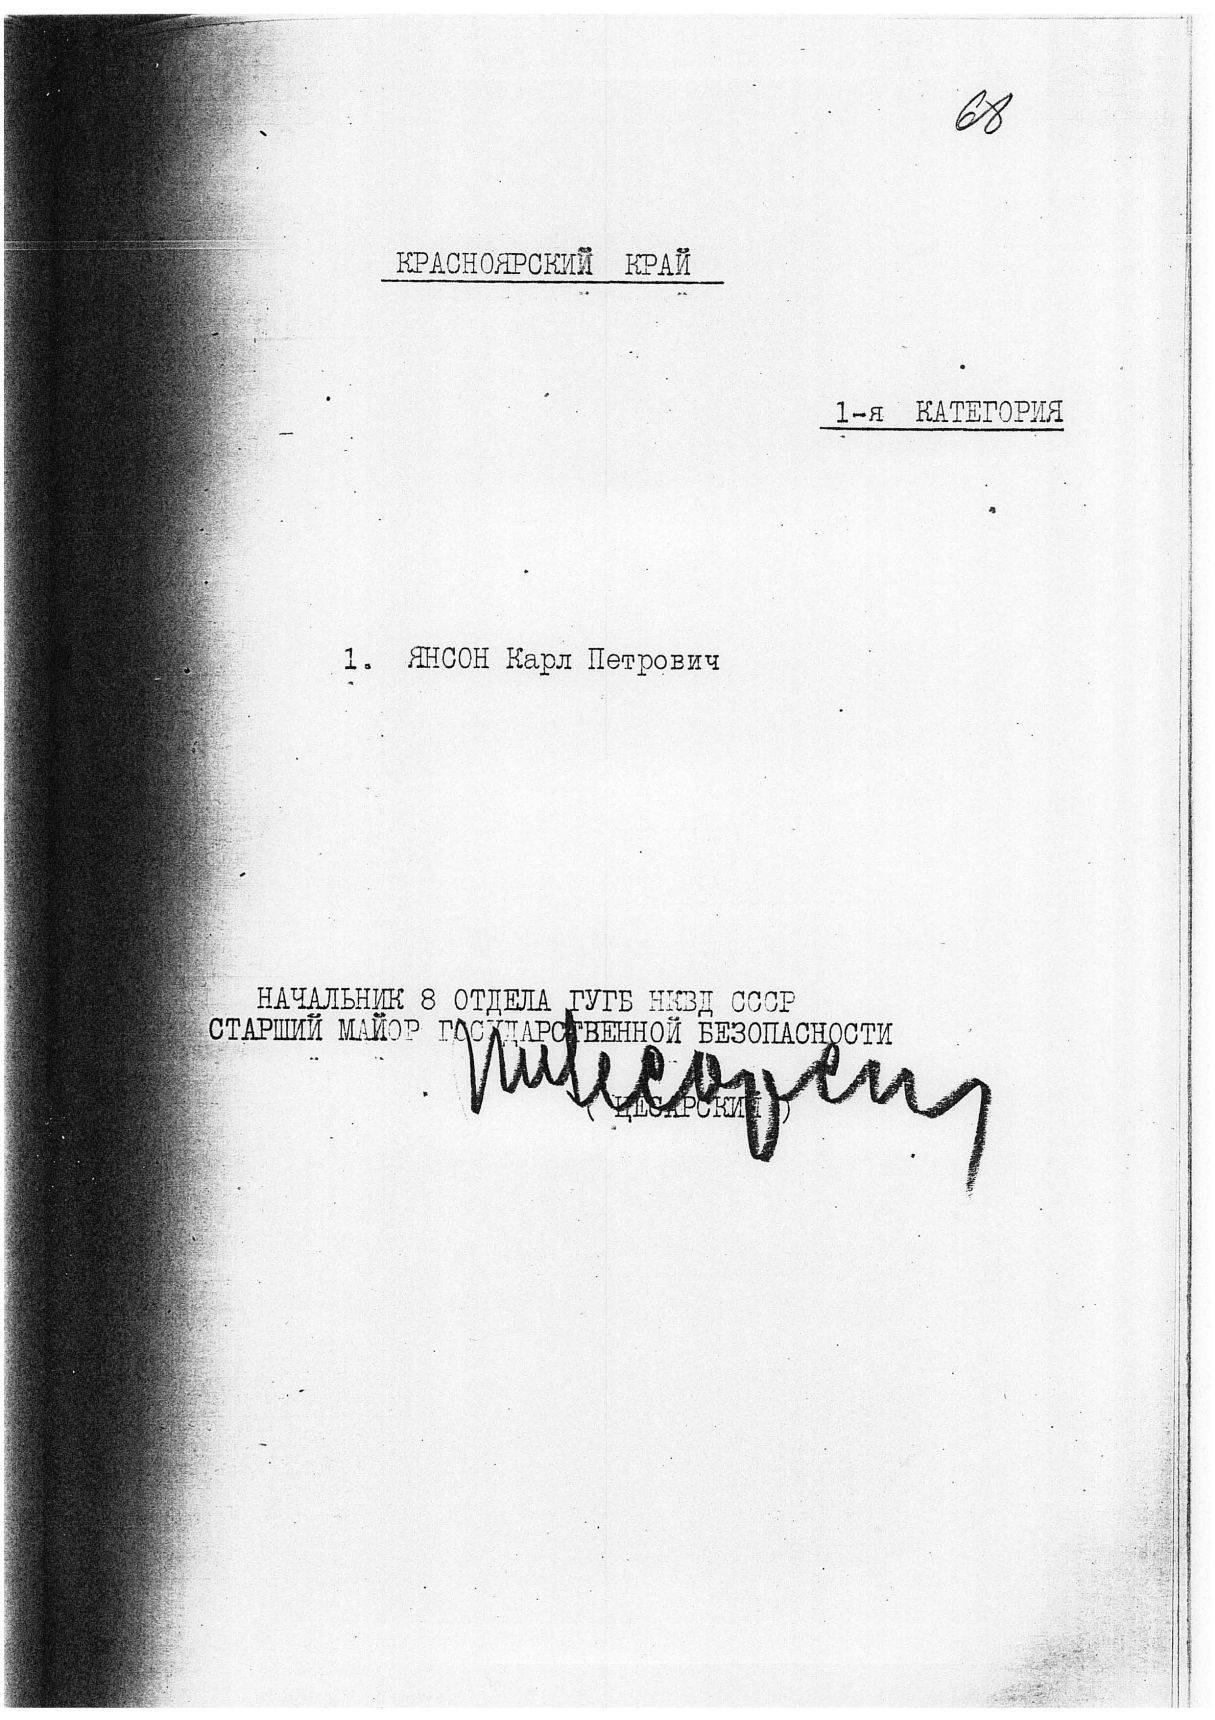 68
КРАСНОЯРСКИЙ КРАЙ
1-я КАТЕГОРИЯ
1. ЯНСОН Карл Петрович
НАЧАЛЬНИК 8 ОТДЕЛА ГУГБ НКВД СССР
СТАРШИЙ МАЙОР ГОСУДАРСТВЕННОЙ БЕЗОПАСНОСТИ
( ЦЕСАРСКИЙ )